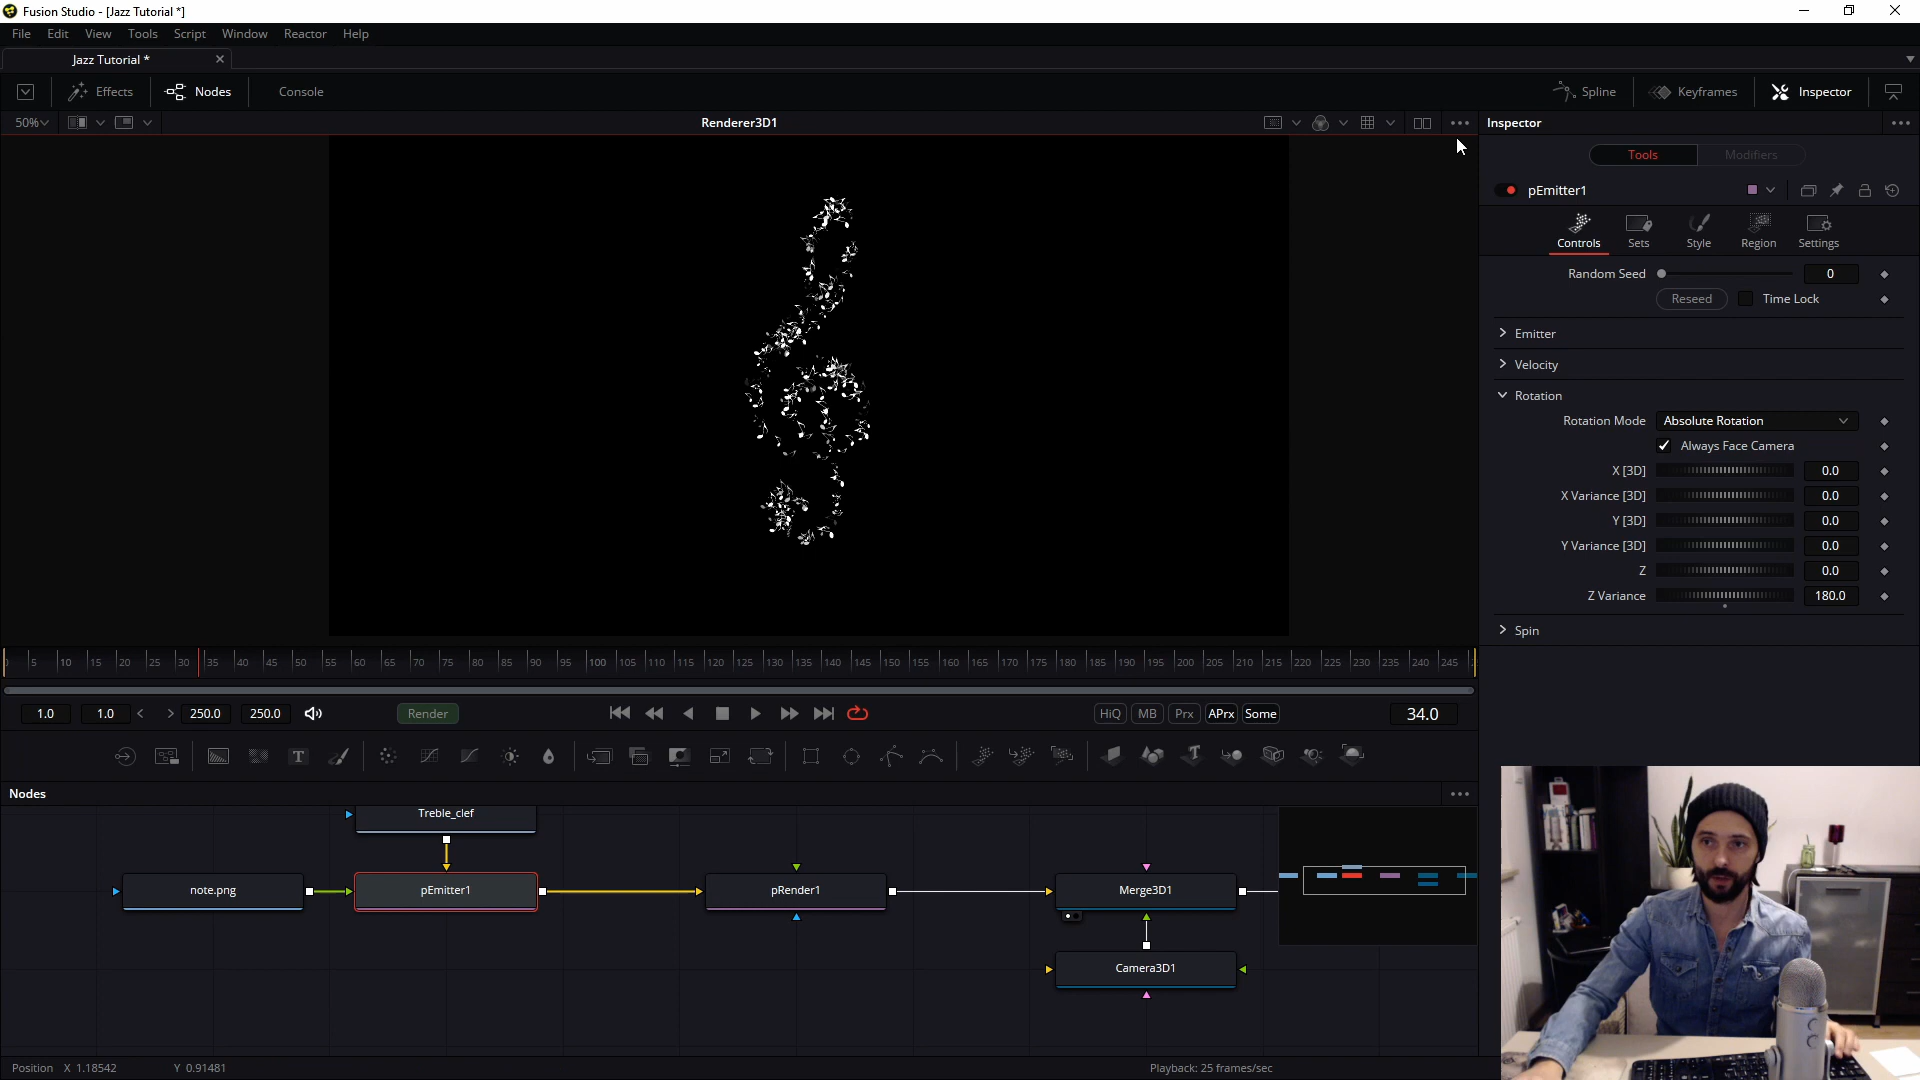 Fusion Studio - [Jazz Tutorial *]
File Edit View Tools Script Window Reactor Help
Jazz Tutorial *
Effects Nodes Console Spline Keyframes Inspector
50% Renderer3D1 Inspector
Tools Modifiers
pEmitter1
Controls Sets Style Region Settings
Random Seed 0
Reseed Time Lock
Emitter
Velocity
Rotation
Rotation Mode Absolute Rotation
Always Face Camera
X [3D] 0.0
X Variance [3D] 0.0
Y [3D] 0.0
Y Variance [3D] 0.0
Z 0.0
Z Variance 180.0
Spin
5 10 15 20 25 30 35 40 45 50 55 60 65 70 75 80 85 90 95 100 105 110 115 120 125 130 135 140 145 150 155 160 165 170 175 180 185 190 195 200 205 210 215 220 225 230 235 240 245
1.0 1.0 250.0 250.0 Render HiQ MB Prx APrx Some 34.0
Nodes
Treble_clef
note.png pEmitter1 pRender1 Merge3D1
Camera3D1
Position X 1.18542 Y 0.91481 Playback: 25 frames/sec